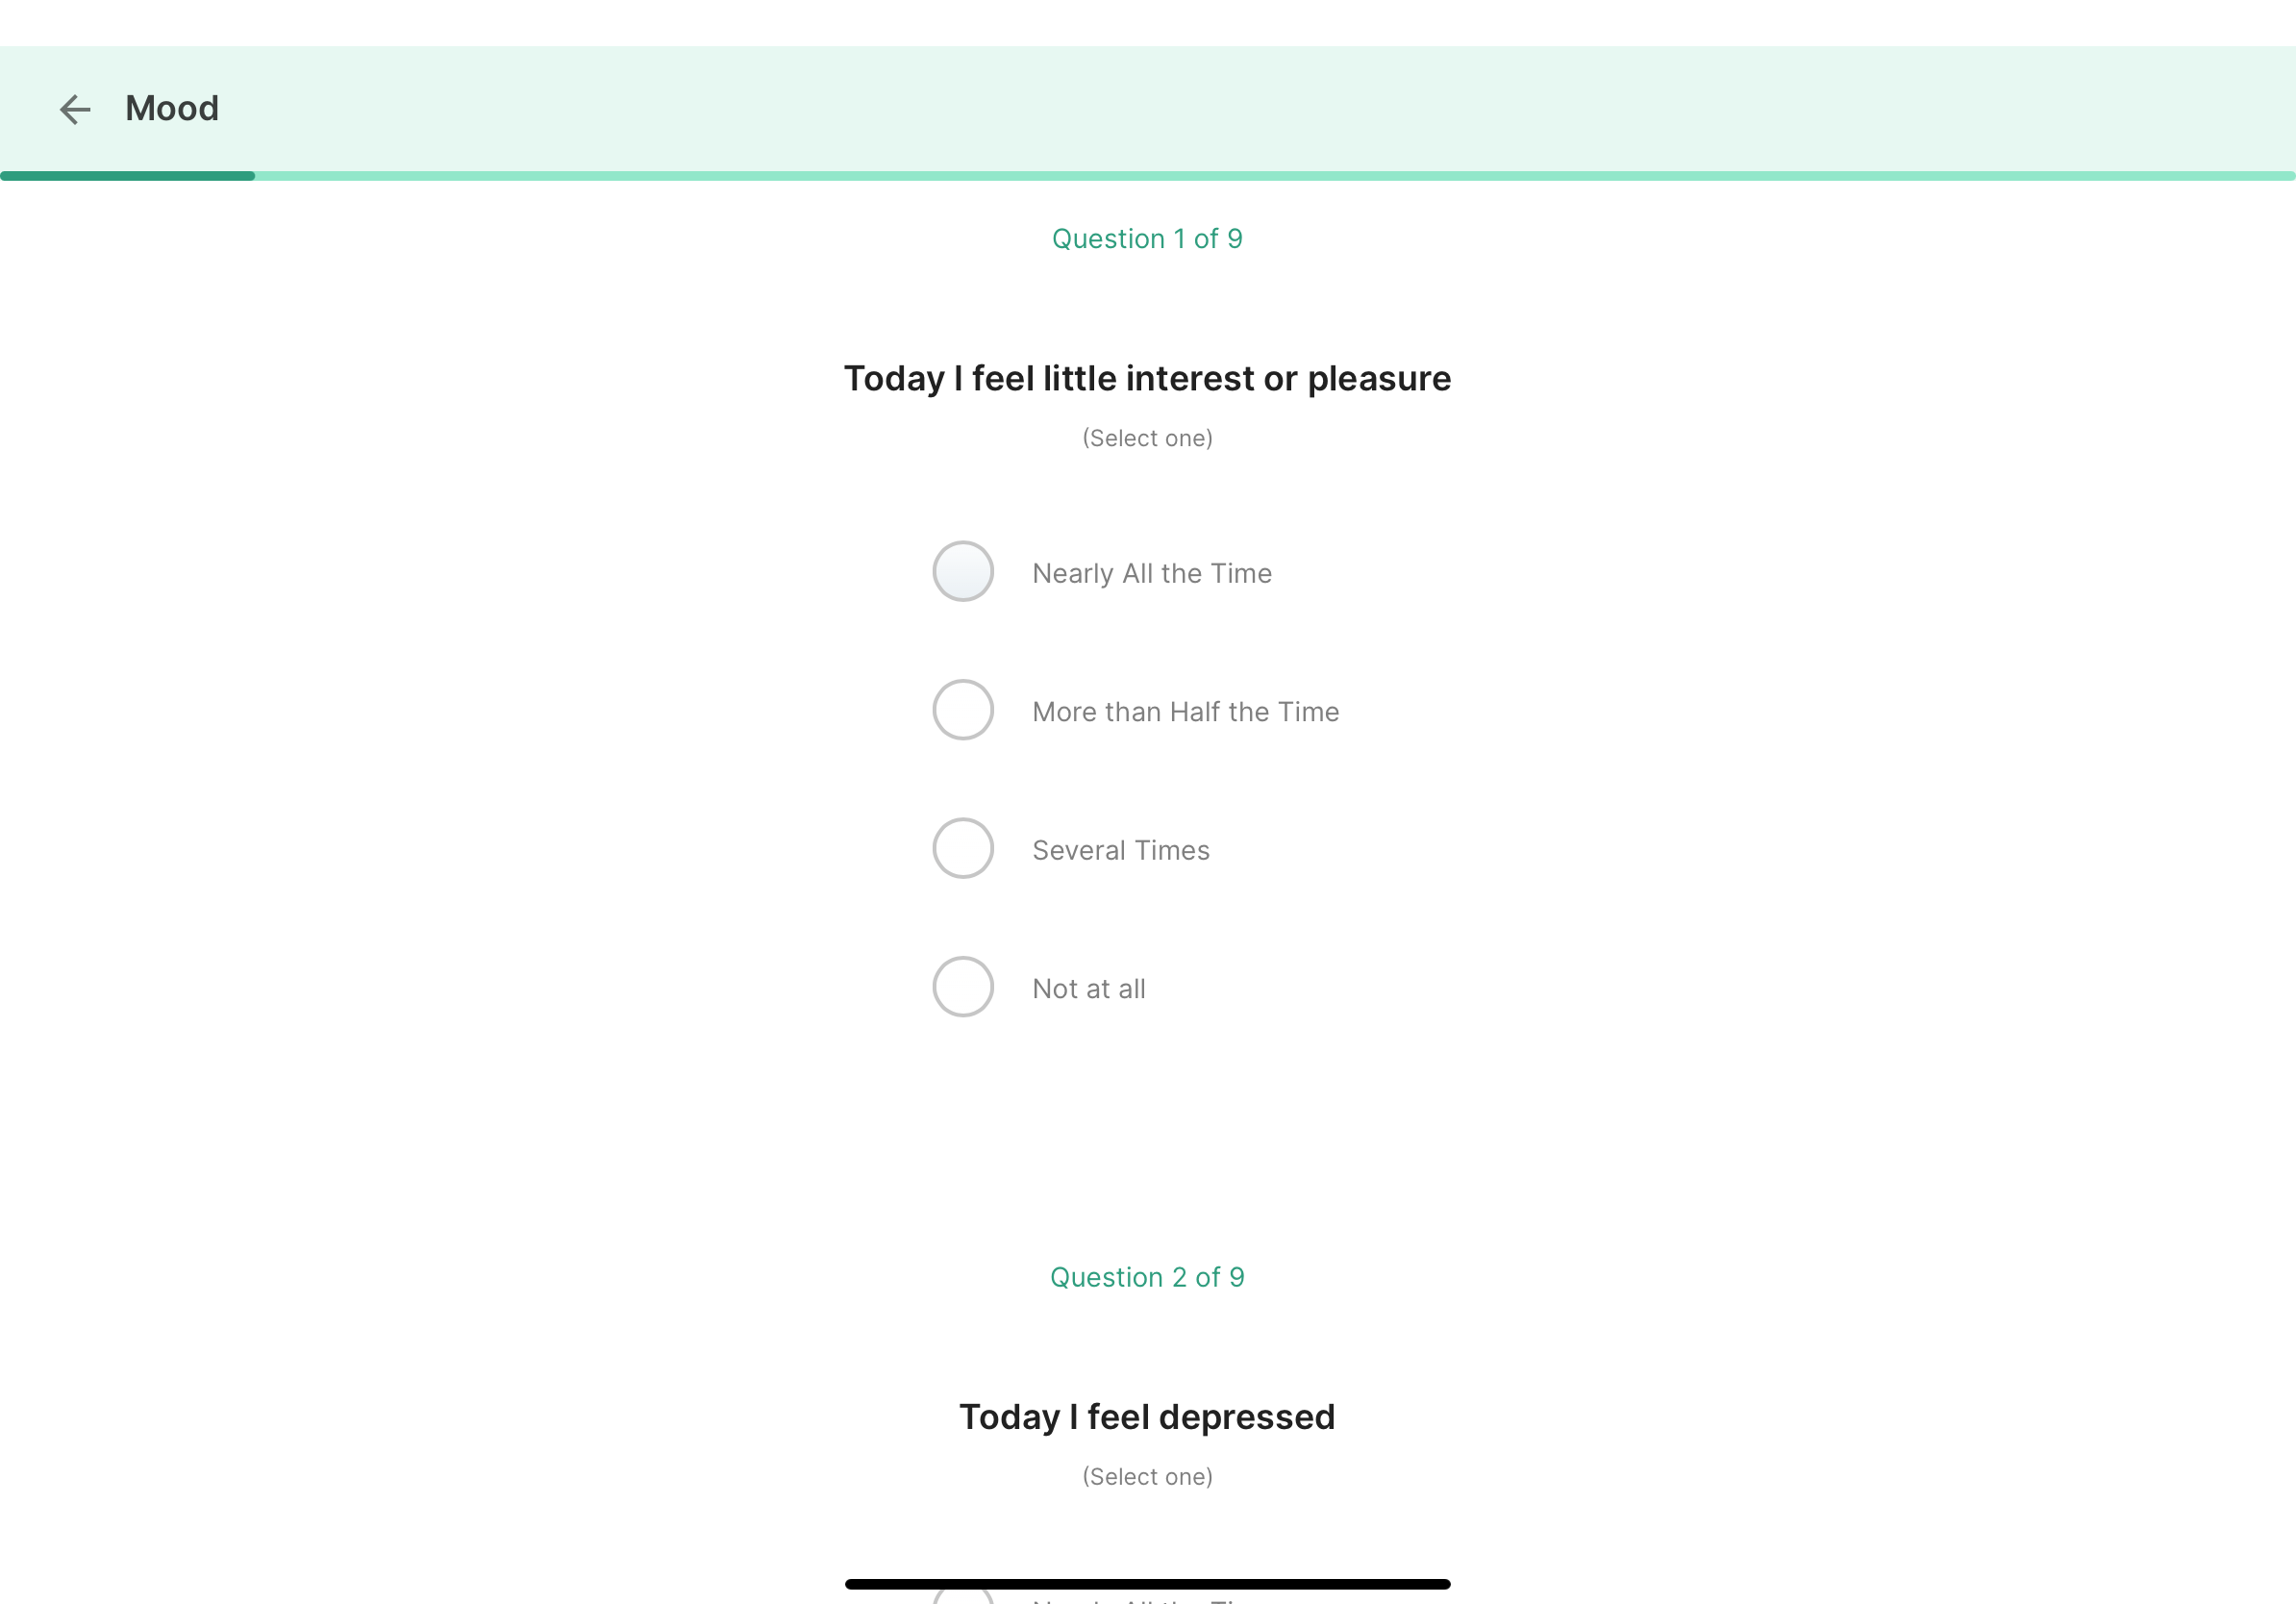 Mood
Question 1 of 9
Today I feel little interest or pleasure
(Select one)
Nearly All the Time
More than Half the Time
Several Times
Not at all
Question 2 of 9
Today I feel depressed
(Select one)